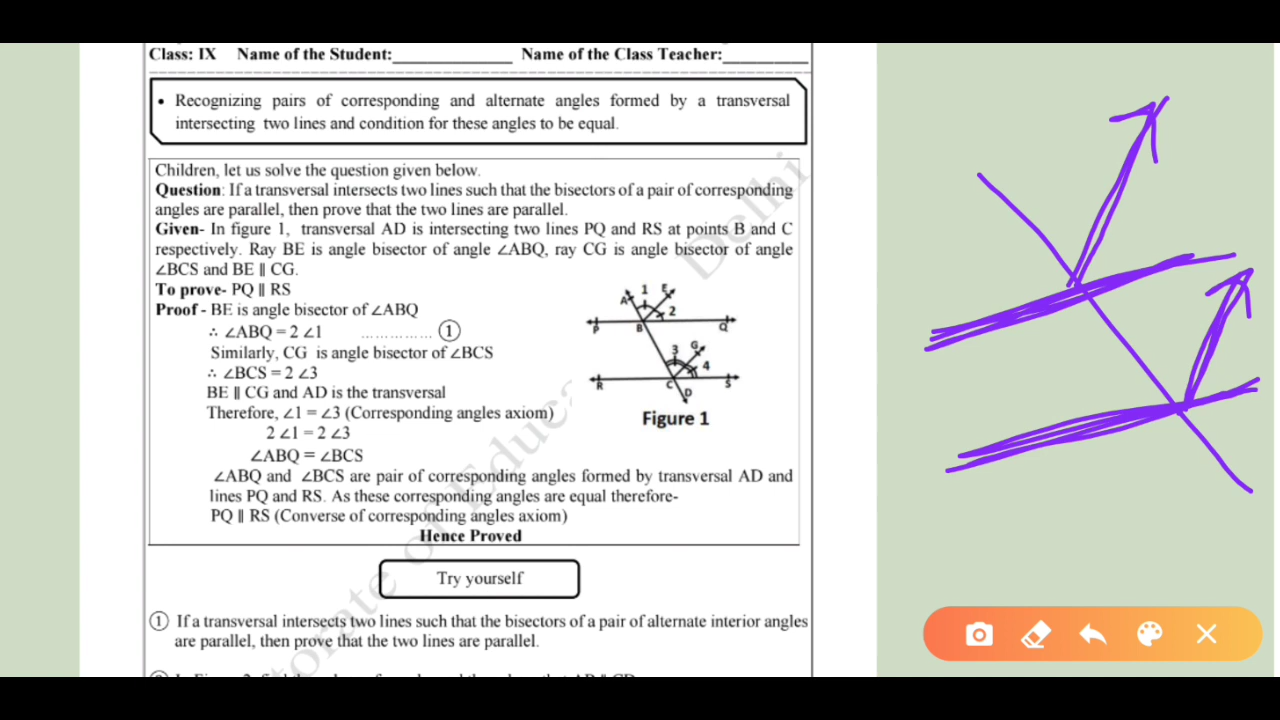 Class: IX Name of the Student:____________ Name of the Class Teacher:________
• Recognizing pairs of corresponding and alternate angles formed by a transversal
intersecting two lines and condition for these angles to be equal.
Children, let us solve the question given below.
Question: If a transversal intersects two lines such that the bisectors of a pair of corresponding
angles are parallel, then prove that the two lines are parallel.
Given- In figure 1, transversal AD is intersecting two lines PQ and RS at points B and C
respectively. Ray BE is angle bisector of angle ∠ABQ, ray CG is angle bisector of angle
∠BCS and BE ∥ CG.
To prove- PQ ∥ RS
Proof - BE is angle bisector of ∠ABQ
∴ ∠ABQ = 2 ∠1 ............... ①
Similarly, CG is angle bisector of ∠BCS
∴ ∠BCS = 2 ∠3
BE ∥ CG and AD is the transversal
Therefore, ∠1 = ∠3 (Corresponding angles axiom)
2 ∠1 = 2 ∠3
∠ABQ = ∠BCS
∠ABQ and ∠BCS are pair of corresponding angles formed by transversal AD and
lines PQ and RS. As these corresponding angles are equal therefore-
PQ ∥ RS (Converse of corresponding angles axiom)
Hence Proved
A 1 E
2
P B Q
3 G
4
R C S
D
Figure 1
Try yourself
① If a transversal intersects two lines such that the bisectors of a pair of alternate interior angles
are parallel, then prove that the two lines are parallel.
Delhi